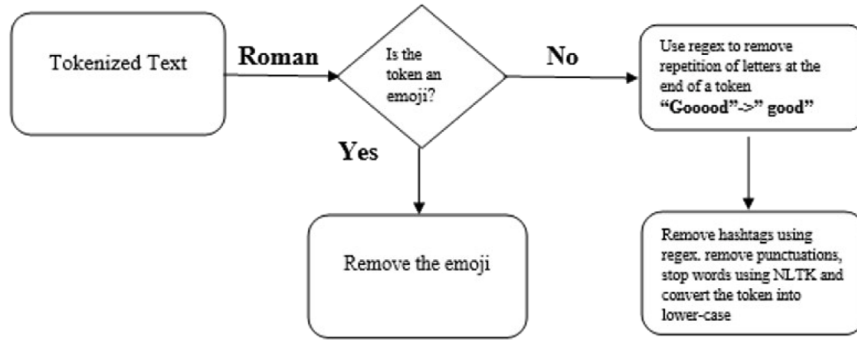 Tokenized Text
Roman
Is the
token an
emoji?
No
Use regex to remove
repetition of letters at the
end of a token
“Gooood”->” good”
Yes
Remove the emoji
Remove hashtags using
regex. remove punctuations,
stop words using NLTK and
convert the token into
lower-case